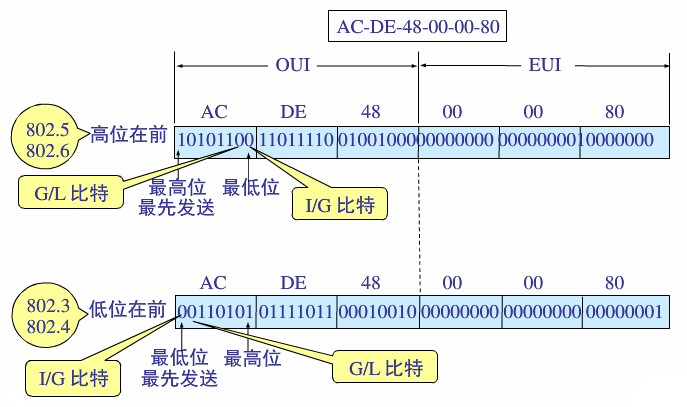 AC-DE-48-00-00-80
OUI
EUI
AC
DE
48
00
00
80
802.5
802.6
高位在前
10101100
11011110
01001000
00000000
00000000
10000000
G/L 比特
最高位
最先发送
最低位
I/G 比特
AC
DE
48
00
00
80
802.3
802.4
低位在前
00110101
01111011
00010010
00000000
00000000
00000001
I/G 比特
最低位
最先发送
最高位
G/L 比特